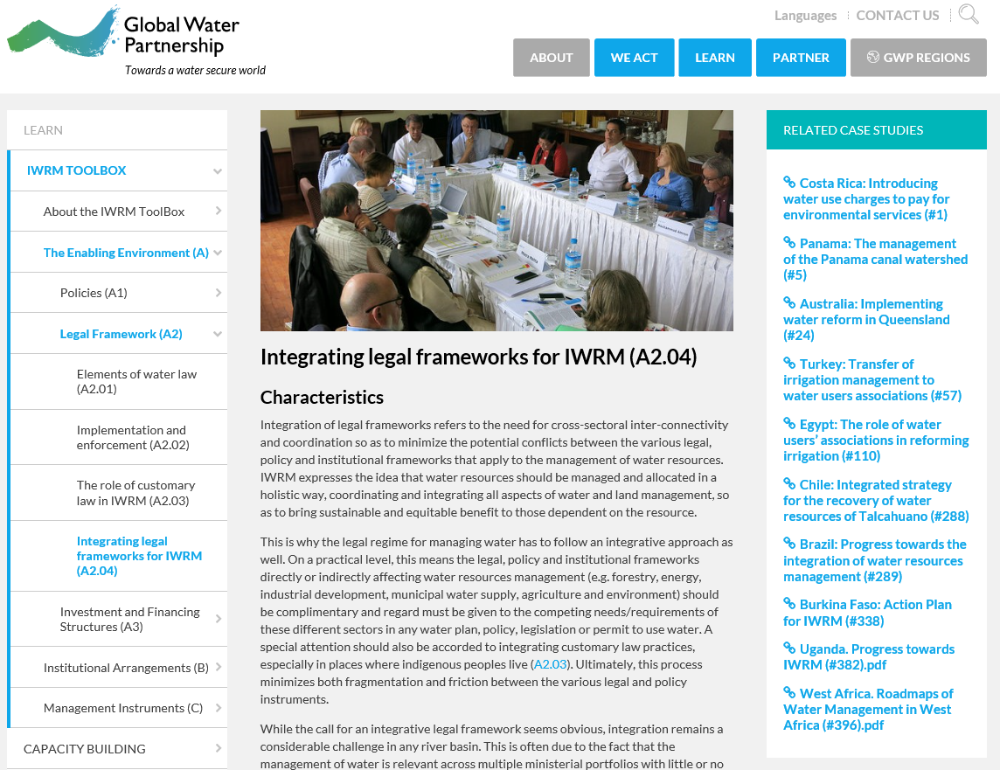 Global Water
Partnership
Towards a water secure world
Languages
CONTACT US
ABOUT
WE ACT
LEARN
PARTNER
GWP REGIONS
LEARN
IWRM TOOLBOX
About the IWRM ToolBox
The Enabling Environment (A)
Policies (A1)
Legal Framework (A2)
Elements of water law
(A2.01)
Implementation and
enforcement (A2.02)
The role of customary
law in IWRM (A2.03)
Integrating legal
frameworks for IWRM
(A2.04)
Investment and Financing
Structures (A3)
Institutional Arrangements (B)
Management Instruments (C)
CAPACITY BUILDING
Integrating legal frameworks for IWRM (A2.04)
Characteristics
Integration of legal frameworks refers to the need for cross-sectoral inter-connectivity
and coordination so as to minimize the potential conflicts between the various legal,
policy and institutional frameworks that apply to the management of water resources.
IWRM expresses the idea that water resources should be managed and allocated in a
holistic way, coordinating and integrating all aspects of water and land management, so
as to bring sustainable and equitable benefit to those dependent on the resource.
This is why the legal regime for managing water has to follow an integrative approach as
well. On a practical level, this means the legal, policy and institutional frameworks
directly or indirectly affecting water resources management (e.g. forestry, energy,
industrial development, municipal water supply, agriculture and environment) should
be complimentary and regard must be given to the competing needs/requirements of
these different sectors in any water plan, policy, legislation or permit to use water. A
special attention should also be accorded to integrating customary law practices,
especially in places where indigenous peoples live (A2.03). Ultimately, this process
minimizes both fragmentation and friction between the various legal and policy
instruments.
While the call for an integrative legal framework seems obvious, integration remains a
considerable challenge in any river basin. This is often due to the fact that the
management of water is relevant across multiple ministerial portfolios with little or no
RELATED CASE STUDIES
Costa Rica: Introducing
water use charges to pay for
environmental services (#1)
Panama: The management
of the Panama canal watershed
(#5)
Australia: Implementing
water reform in Queensland
(#24)
Turkey: Transfer of
irrigation management to
water users associations (#57)
Egypt: The role of water
users’ associations in reforming
irrigation (#110)
Chile: Integrated strategy
for the recovery of water
resources of Talcahuano (#288)
Brazil: Progress towards the
integration of water resources
management (#289)
Burkina Faso: Action Plan
for IWRM (#338)
Uganda. Progress towards
IWRM (#382).pdf
West Africa. Roadmaps of
Water Management in West
Africa (#396).pdf